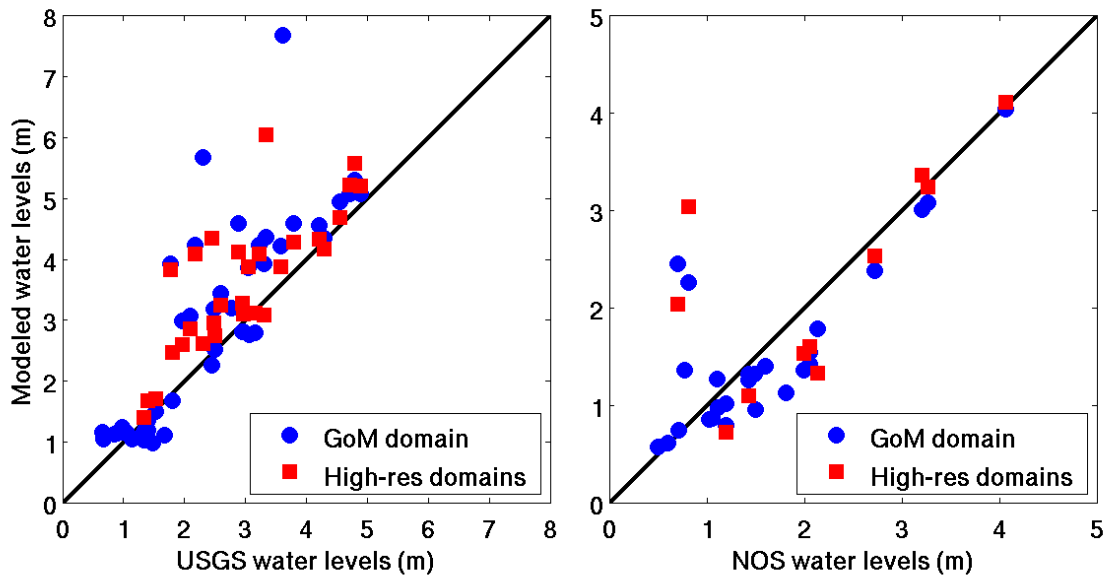 Modeled water levels (m)
8
7
6
5
4
3
2
1
0
GoM domain
High-res domains
0 1 2 3 4 5 6 7 8
USGS water levels (m)
5
4
3
2
1
0
GoM domain
High-res domains
0 1 2 3 4 5
NOS water levels (m)